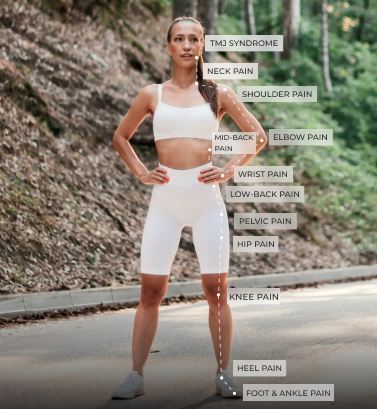 TMJ SYNDROME
NECK PAIN
SHOULDER PAIN
MID-BACK
PAIN
ELBOW PAIN
WRIST PAIN
LOW-BACK PAIN
PELVIC PAIN
HIP PAIN
KNEE PAIN
HEEL PAIN
FOOT & ANKLE PAIN